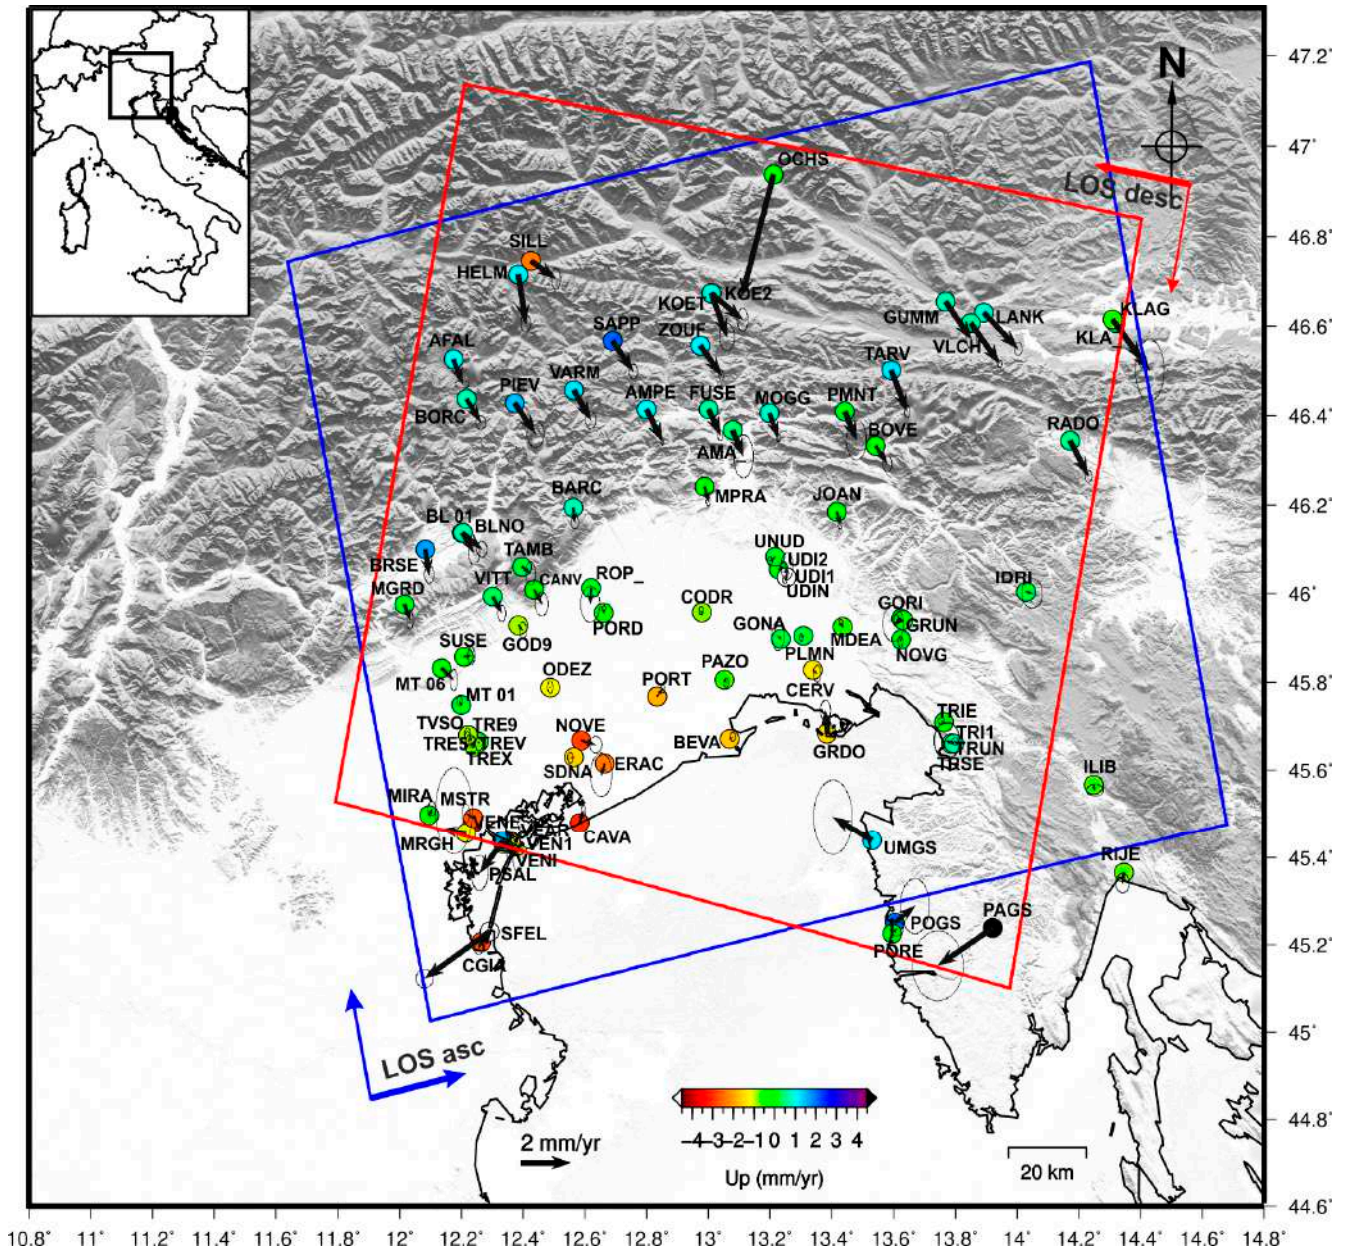 N
47.2°
47°
46.8°
46.6°
46.4°
46.2°
46°
45.8°
45.6°
45.4°
45.2°
45°
44.8°
44.6°
OCHS
LOS desc
SILL
HELM
KOET
KOE2
SAPP
ZOUF
GUMM
LANK
VLCH
KLAG
KLA
AFAL
PIEV
VARM
AMPE
FUSE
MOGG
TARV
PMNT
BORC
AMA
BOVE
RADO
BARC
MPRA
JOAN
BL 01
BLNO
BRSE
TAMB
UNUD
UDI2
UDI1
UDIN
MGRD
VITT
CANV
ROP_
CODR
IDRI
GORI
GRUN
GOD9
PORD
GONA
MDEA
PLMN
NOVG
SUSE
MT 06
ODEZ
PORT
PAZO
CERV
MT 01
TVSO
TRE9
TRE5
TREV
TREX
NOVE
BEVA
GRDO
TRIE
TRI1
TRUN
SDNA
ERAC
ILIB
MIRA
MSTR
VENE
VEAR
MRGH
VEN1
VENI
CAVA
PSAL
UMGS
RIJE
SFEL
CGIA
POGS
PAGS
PORE
LOS asc
2 mm/yr
−4−3−2−1 0 1 2 3 4
Up (mm/yr)
20 km
10.8° 11° 11.2° 11.4° 11.6° 11.8° 12° 12.2° 12.4° 12.6° 12.8° 13° 13.2° 13.4° 13.6° 13.8° 14° 14.2° 14.4° 14.6° 14.8°